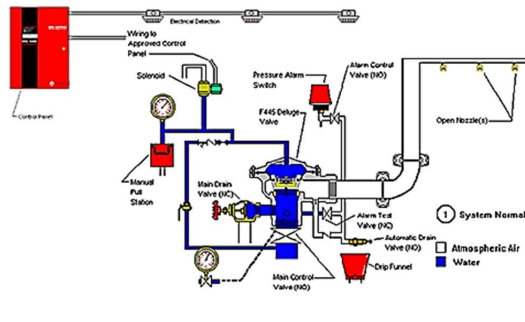 Electrical Detection
Wiring to
Approved Control
Panel
Solenoid
Control Panel
Pressure Alarm
Switch
Alarm Control
Valve (NO)
F445 Deluge
Valve
Open Nozzle(s)
Manual
Pull
Station
Main Drain
Valve (NC)
1 System Normal
Alarm Test
Valve (NC)
Automatic Drain
Valve (NO)
Atmospheric Air
Water
Main Control
Valve (NO)
Drip Funnel